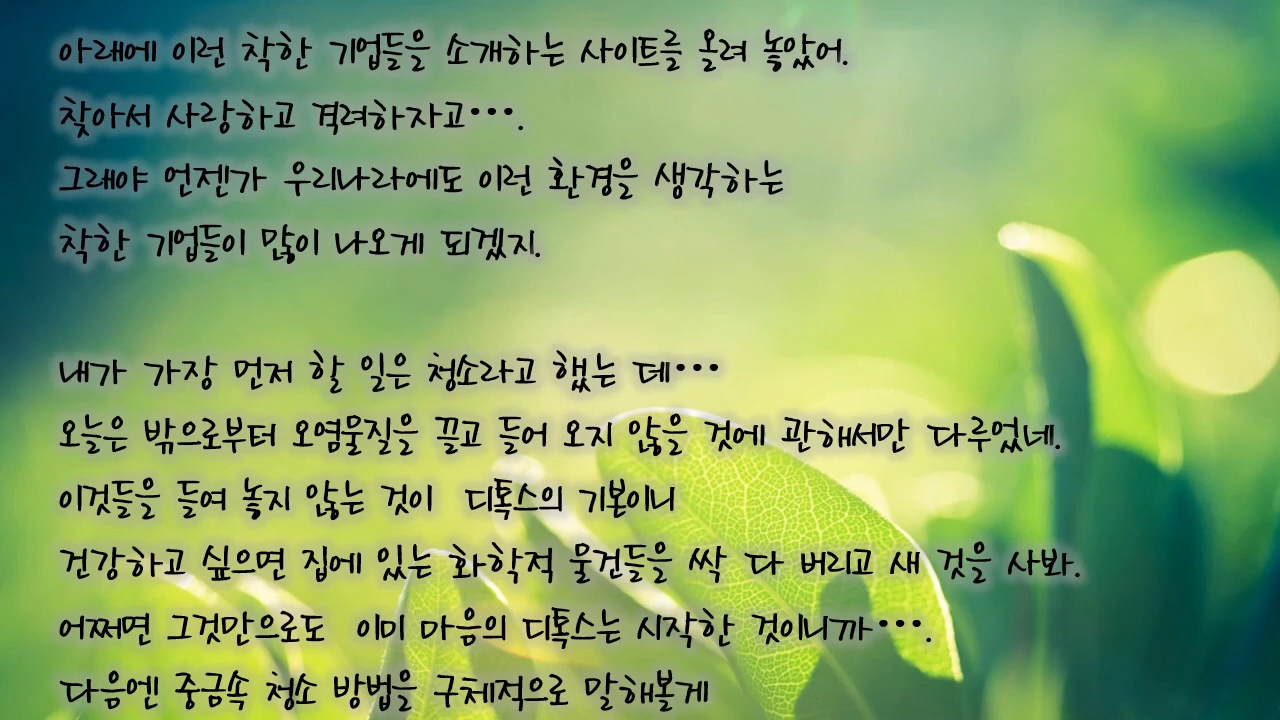 아래에 이런 착한 기업들을 소개하는 사이트를 올려 놓았어.
찾아서 사랑하고 격려하자고···.
그래야 언젠가 우리나라에도 이런 환경을 생각하는
착한 기업들이 많이 나오게 되겠지.
내가 가장 먼저 할 일은 청소라고 했는 데···
오늘은 밖으로부터 오염물질을 끌고 들어 오지 않을 것에 관해서만 다루었네.
이것들을 들여 놓지 않는 것이 디톡스의 기본이니
건강하고 싶으면 집에 있는 화학적 물건들을 싹 다 버리고 새 것을 사봐.
어쩌면 그것만으로도 이미 마음의 디톡스는 시작한 것이니까···.
다음엔 중금속 청소 방법을 구체적으로 말해볼게